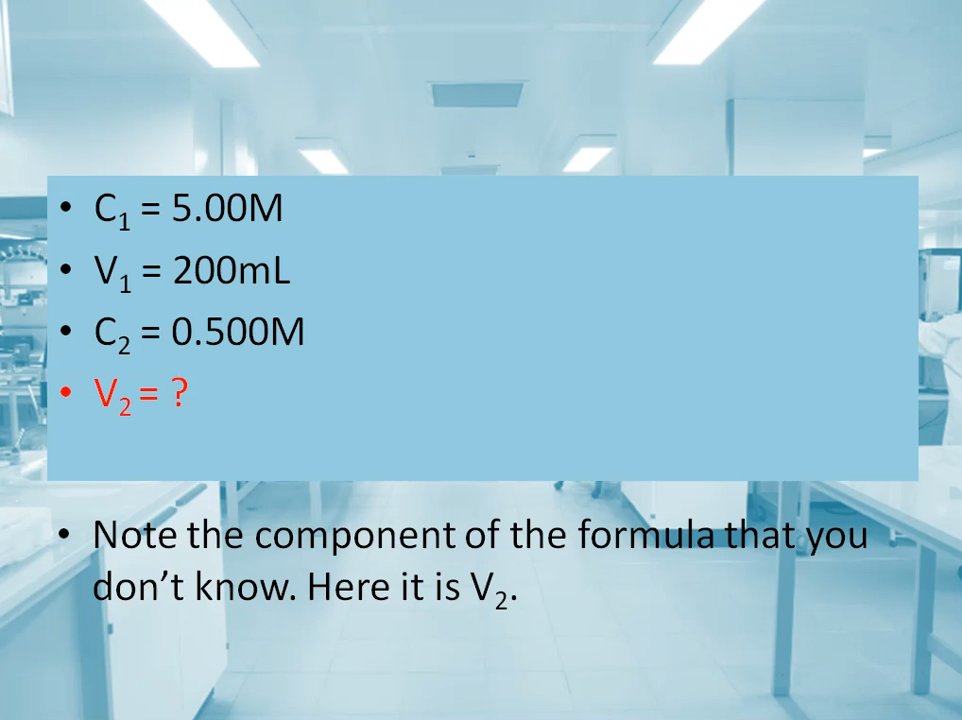 • C₁ = 5.00M
• V₁ = 200mL
• C₂ = 0.500M
• V₂ = ?
• Note the component of the formula that you
don’t know. Here it is V₂.